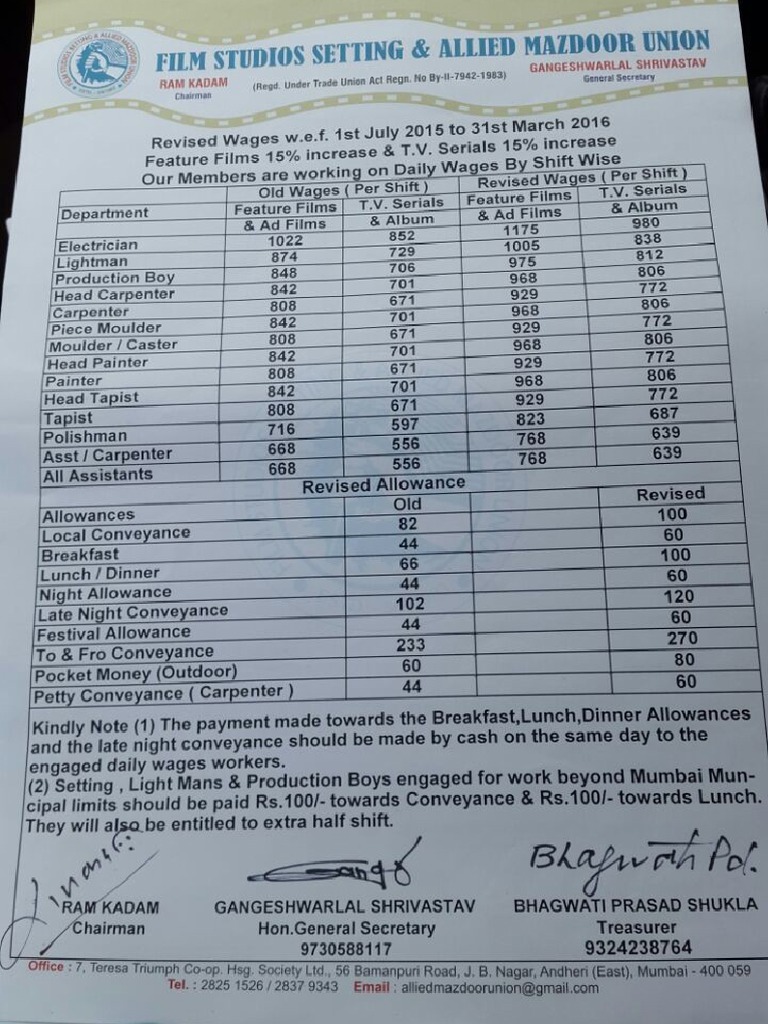 FILM STUDIOS SETTING & ALLIED MAZDOOR UNION
FILM STUDIOS SETTING & ALLIED MAZDOOR UNION
RAM KADAM (Regd. Under Trade Union Act Regn. No By-II-7942-1983) GANGESHWARLAL SHRIVASTAV
Chairman General Secretary
Revised Wages w.e.f. 1st July 2015 to 31st March 2016
Feature Films 15% increase & T.V. Serials 15% increase
Our Members are working on Daily Wages By Shift Wise
Old Wages ( Per Shift ) Revised Wages ( Per Shift )
Department Feature Films T.V. Serials Feature Films T.V. Serials
& Ad Films & Album & Ad Films & Album
Electrician 1022 852 1175 980
Lightman 874 729 1005 838
Production Boy 848 706 975 812
Head Carpenter 842 701 968 806
Carpenter 808 671 929 772
Piece Moulder 842 701 968 806
Moulder / Caster 808 671 929 772
Head Painter 842 701 968 806
Painter 808 671 929 772
Head Tapist 842 701 968 806
Tapist 808 671 929 772
Polishman 716 597 823 687
Asst / Carpenter 668 556 768 639
All Assistants 668 556 768 639
Revised Allowance
Allowances Old Revised
Local Conveyance 82 100
Breakfast 44 60
Lunch / Dinner 66 100
Night Allowance 44 60
Late Night Conveyance 102 120
Festival Allowance 44 60
To & Fro Conveyance 233 270
Pocket Money (Outdoor) 60 80
Petty Conveyance ( Carpenter ) 44 60
Kindly Note (1) The payment made towards the Breakfast,Lunch,Dinner Allowances
and the late night conveyance should be made by cash on the same day to the
engaged daily wages workers.
(2) Setting , Light Mans & Production Boys engaged for work beyond Mumbai Mun-
cipal limits should be paid Rs.100/- towards Conveyance & Rs.100/- towards Lunch.
They will also be entitled to extra half shift.
Bhagwati Pd.
RAM KADAM GANGESHWARLAL SHRIVASTAV BHAGWATI PRASAD SHUKLA
Chairman Hon.General Secretary Treasurer
9730588117 9324238764
Office : 7, Teresa Triumph Co-op. Hsg. Society Ltd., 56 Bamanpuri Road, J. B. Nagar, Andheri (East), Mumbai - 400 059
Tel. : 2825 1526 / 2837 9343 Email : alliedmazdoorunion@gmail.com